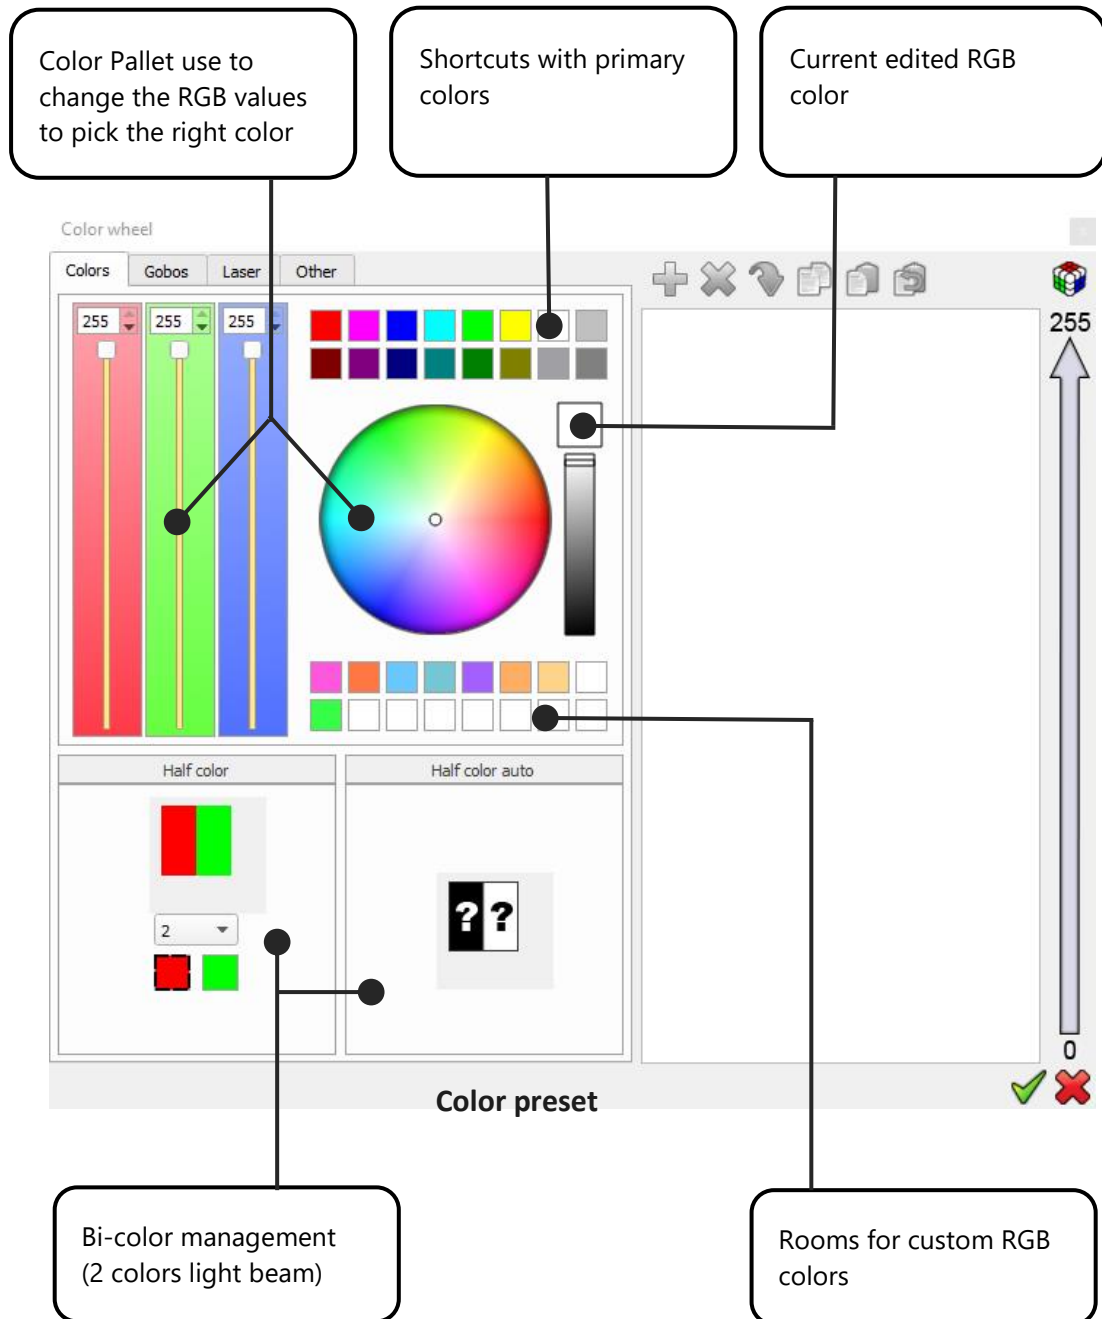 Color Pallet use to
change the RGB values
to pick the right color
Shortcuts with primary
colors
Current edited RGB
color
Color wheel
Colors
Gobos
Laser
Other
255
255
255
255
Half color
Half color auto
2
? ?
0
Color preset
Bi-color management
(2 colors light beam)
Rooms for custom RGB
colors